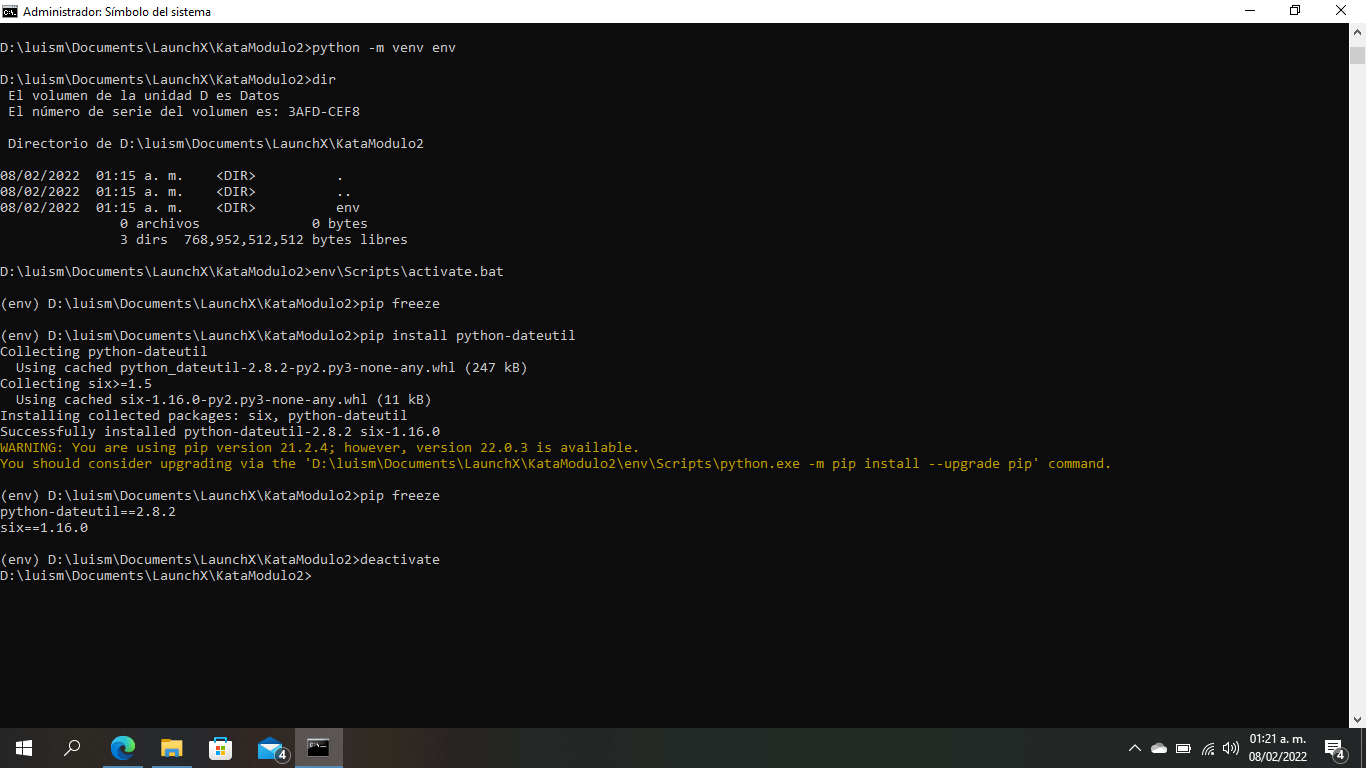 Administrador: Símbolo del sistema
D:\luism\Documents\LaunchX\KataModulo2>python -m venv env
D:\luism\Documents\LaunchX\KataModulo2>dir
 El volumen de la unidad D es Datos
 El número de serie del volumen es: 3AFD-CEF8
 Directorio de D:\luism\Documents\LaunchX\KataModulo2
08/02/2022  01:15 a. m.    <DIR>          .
08/02/2022  01:15 a. m.    <DIR>          ..
08/02/2022  01:15 a. m.    <DIR>          env
               0 archivos              0 bytes
               3 dirs  768,952,512,512 bytes libres
D:\luism\Documents\LaunchX\KataModulo2>env\Scripts\activate.bat
(env) D:\luism\Documents\LaunchX\KataModulo2>pip freeze
(env) D:\luism\Documents\LaunchX\KataModulo2>pip install python-dateutil
Collecting python-dateutil
  Using cached python_dateutil-2.8.2-py2.py3-none-any.whl (247 kB)
Collecting six>=1.5
  Using cached six-1.16.0-py2.py3-none-any.whl (11 kB)
Installing collected packages: six, python-dateutil
Successfully installed python-dateutil-2.8.2 six-1.16.0
WARNING: You are using pip version 21.2.4; however, version 22.0.3 is available.
You should consider upgrading via the 'D:\luism\Documents\LaunchX\KataModulo2\env\Scripts\python.exe -m pip install --upgrade pip' command.
(env) D:\luism\Documents\LaunchX\KataModulo2>pip freeze
python-dateutil==2.8.2
six==1.16.0
(env) D:\luism\Documents\LaunchX\KataModulo2>deactivate
D:\luism\Documents\LaunchX\KataModulo2>
4
C:\._
01:21 a. m.
08/02/2022
4